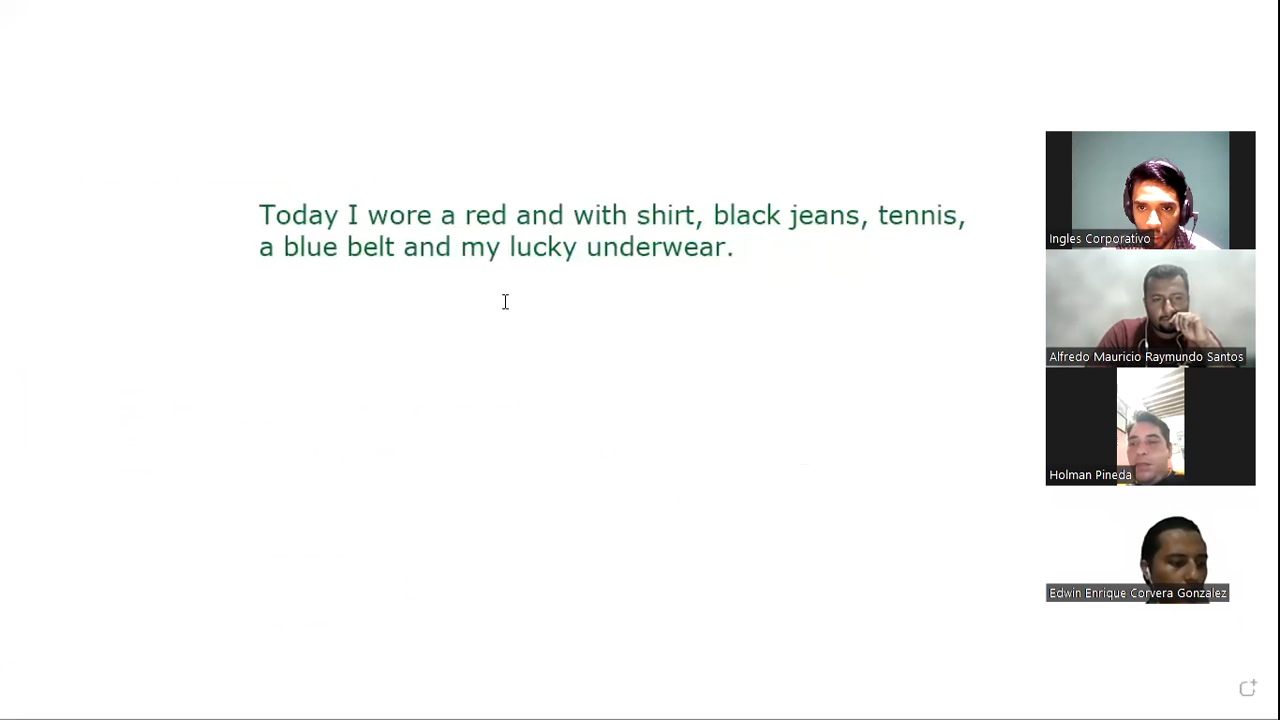 Today I wore a red and with shirt, black jeans, tennis,
a blue belt and my lucky underwear.
Ingles Corporativo
Alfredo Mauricio Raymundo Santos
Holman Pineda
Edwin Enrique Corvera Gonzalez